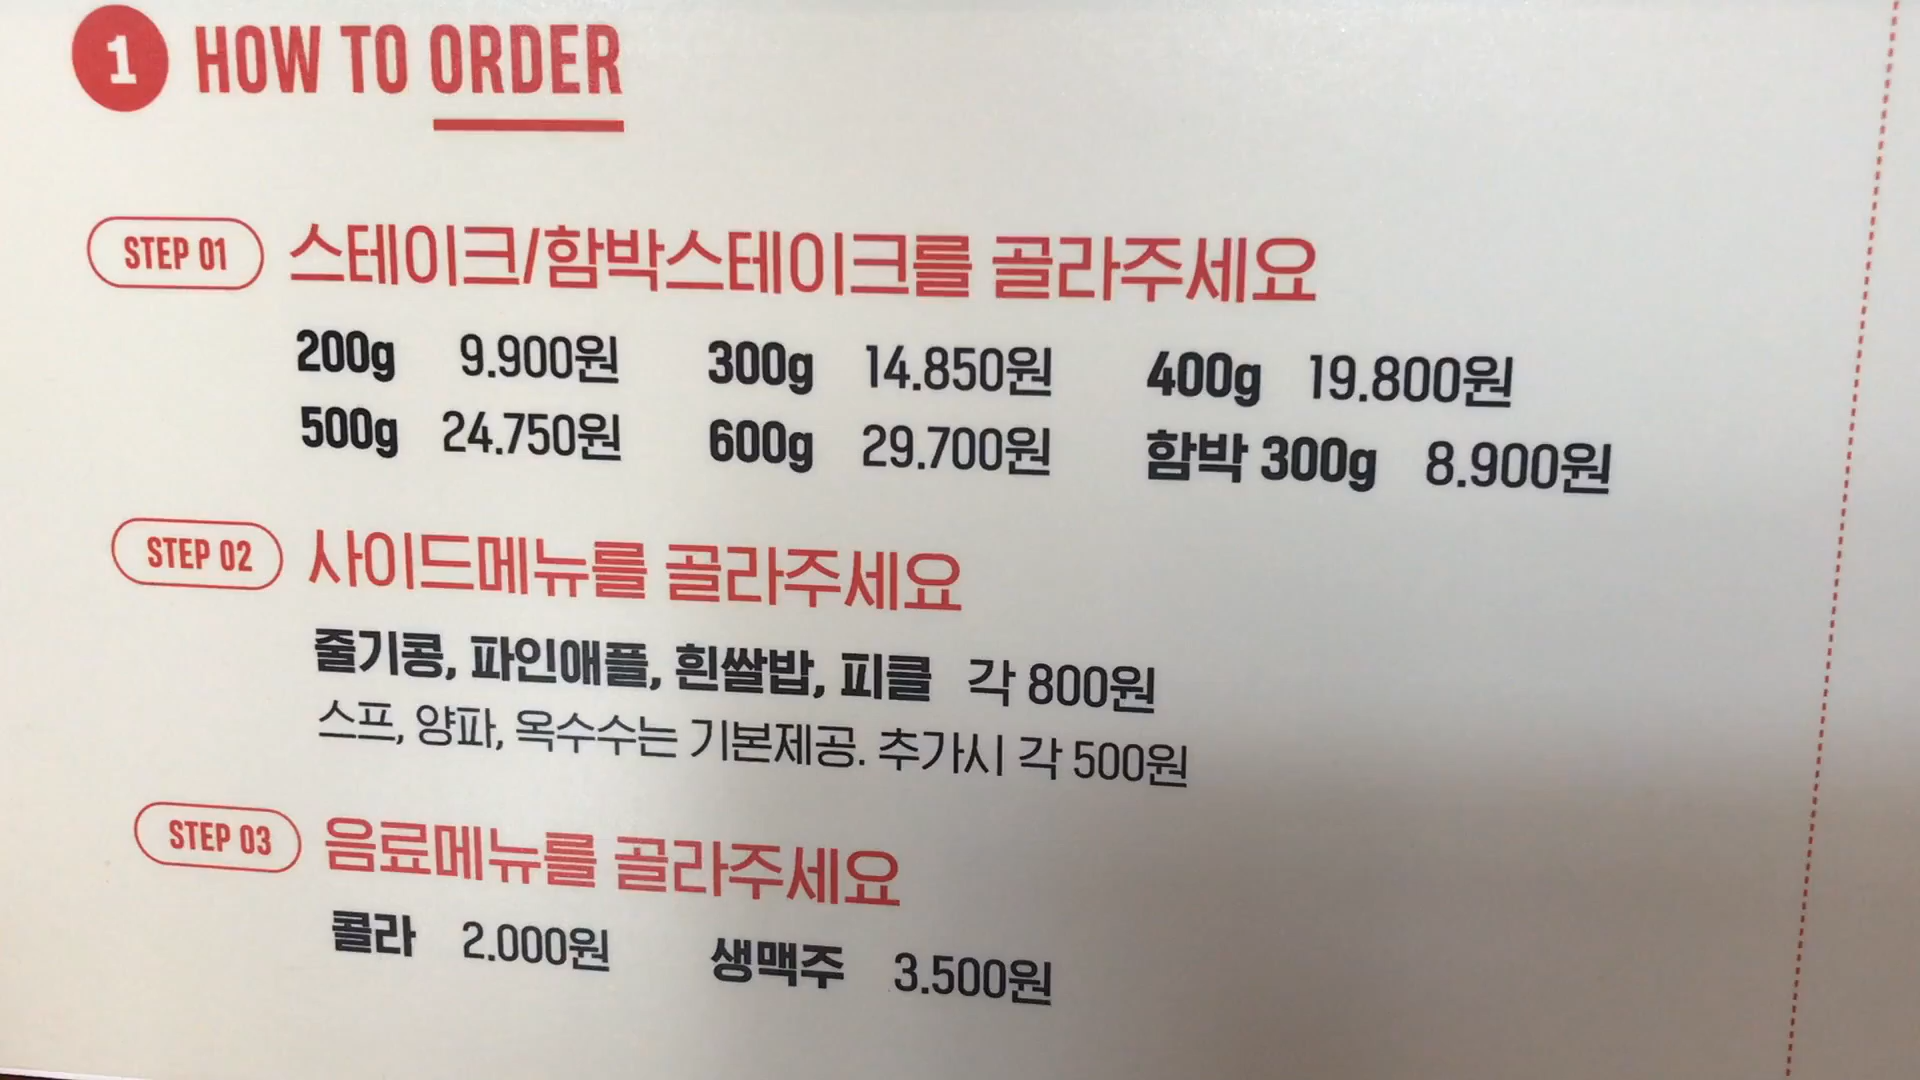 1 HOW TO ORDER
STEP 01 스테이크/함박스테이크를 골라주세요
200g 9.900원 300g 14.850원 400g 19.800원
500g 24.750원 600g 29.700원 함박 300g 8.900원
STEP 02 사이드메뉴를 골라주세요
줄기콩, 파인애플, 흰쌀밥, 피클 각 800원
스프, 양파, 옥수수는 기본제공. 추가시 각 500원
STEP 03 음료메뉴를 골라주세요
콜라 2.000원 생맥주 3.500원